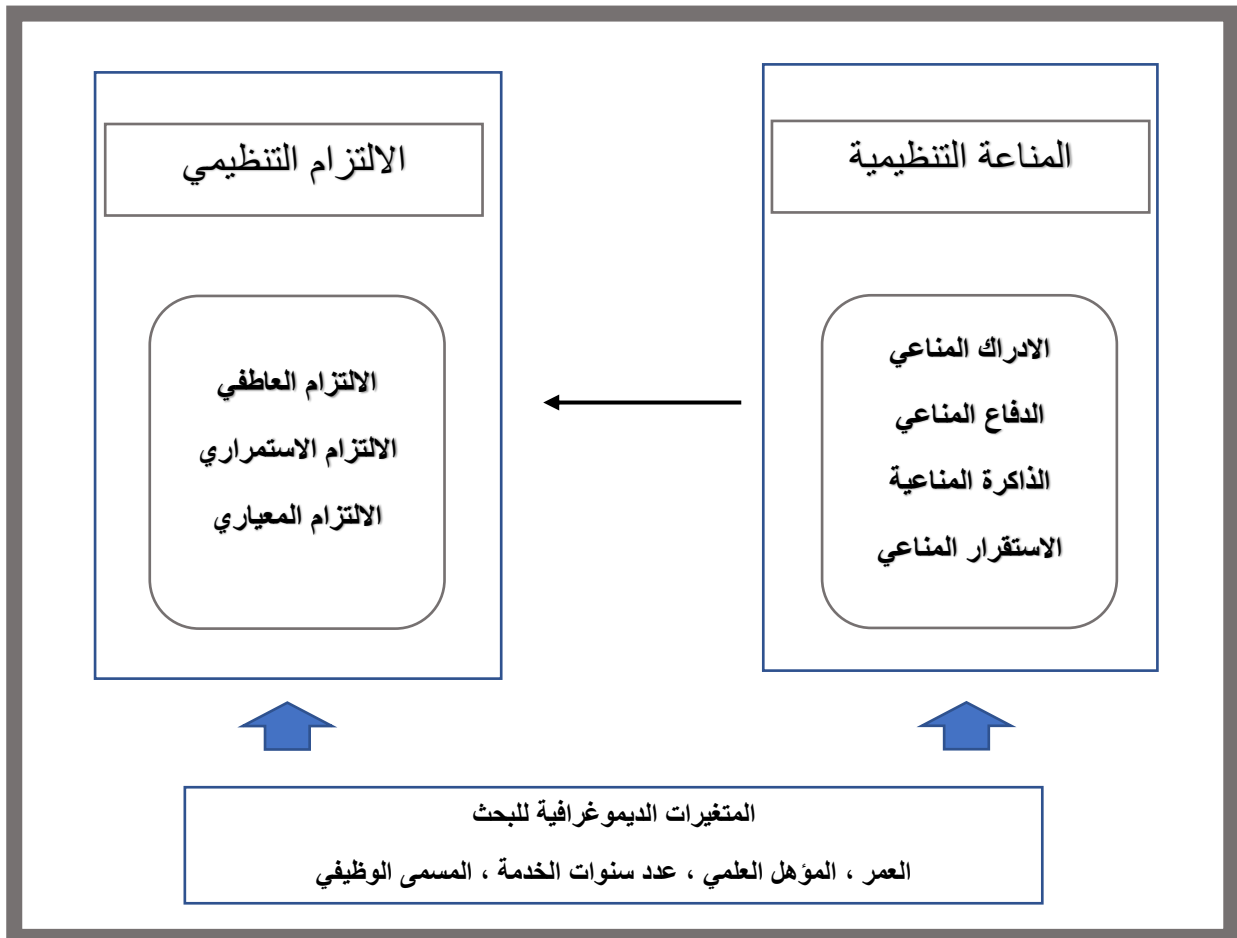 المناعة التنظيمية
الادراك المناعي
الدفاع المناعي
الذاكرة المناعية
الاستقرار المناعي
الالتزام التنظيمي
الالتزام العاطفي
الالتزام الاستمراري
الالتزام المعياري
المتغيرات الديموغرافية للبحث
العمر ، المؤهل العلمي ، عدد سنوات الخدمة ، المسمى الوظيفي